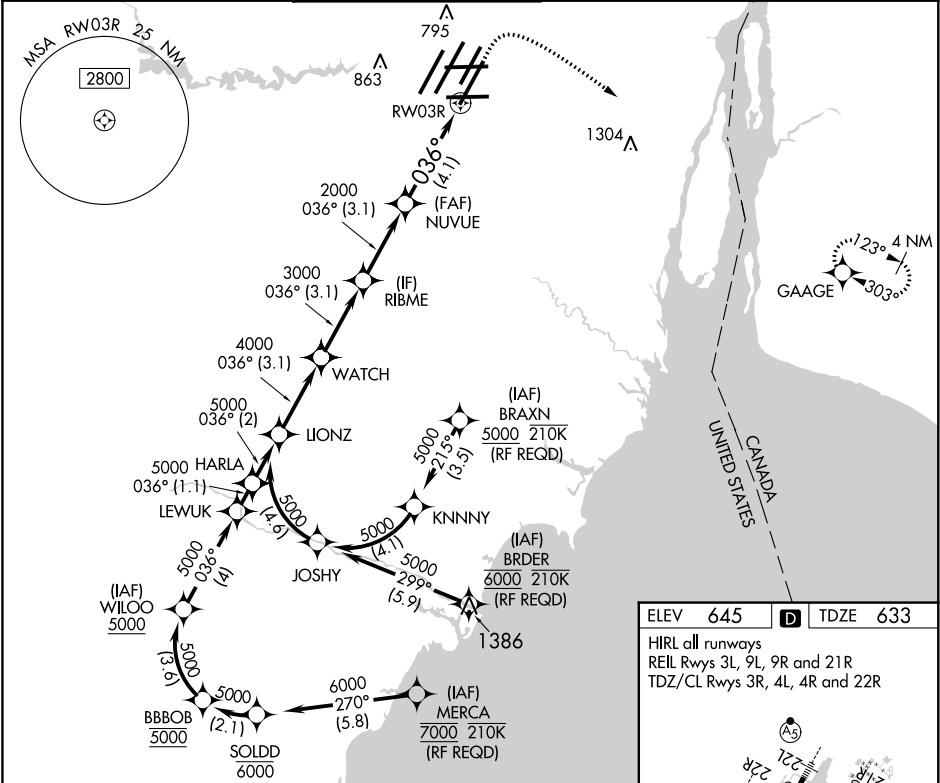 MSA RW03R 25 NM
2800
795
863
RW03R
1304
036°
(4.1)
2000
036° (3.1)
(FAF)
NUVUE
123°
4 NM
303°
GAAGE
3000
036° (3.1)
(IF)
RIBME
4000
036° (3.1)
WATCH
5000
036° (2)
LIONZ
(IAF)
BRAXN
5000 210K
(RF REQD)
5000
215°
(3.5)
CANADA
UNITED STATES
HARLA
5000
036° (1.1)
LEWUK
5000
(4.6)
KNNNY
5000
(4.1)
JOSHY
(IAF)
BRDER
6000 210K
(RF REQD)
5000
299°
(5.9)
1386
5000
036°
(4)
(IAF)
WILOO
5000
5000
(3.6)
BBBOB
5000
5000
(2.1)
SOLDD
6000
6000
270°
(5.8)
(IAF)
MERCA
7000 210K
(RF REQD)
ELEV 645 D TDZE 633
HIRL all runways
REIL Rwys 3L, 9L, 9R and 21R
TDZ/CL Rwys 3R, 4L, 4R and 22R
A5
22R
22L